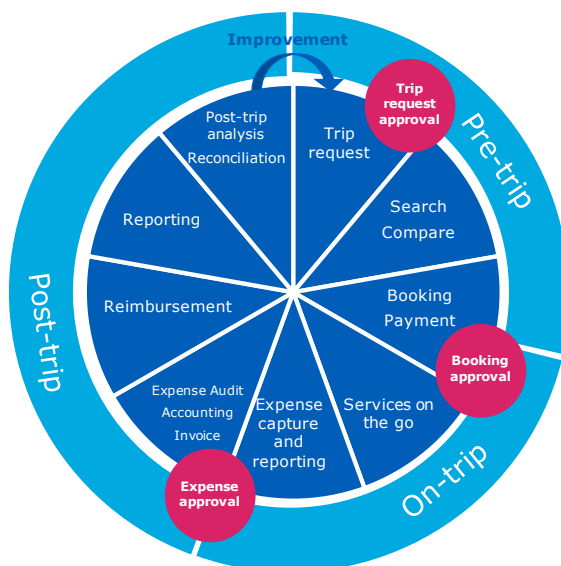 Improvement
Trip
request
approval
Pre-trip
Post-trip
analysis
Reconciliation
Trip
request
Search
Compare
Reporting
Booking
Payment
Reimbursement
Booking
approval
Post-trip
Expense Audit
Accounting
Invoice
Expense
capture
and
reporting
Services on
the go
On-trip
Expense
approval